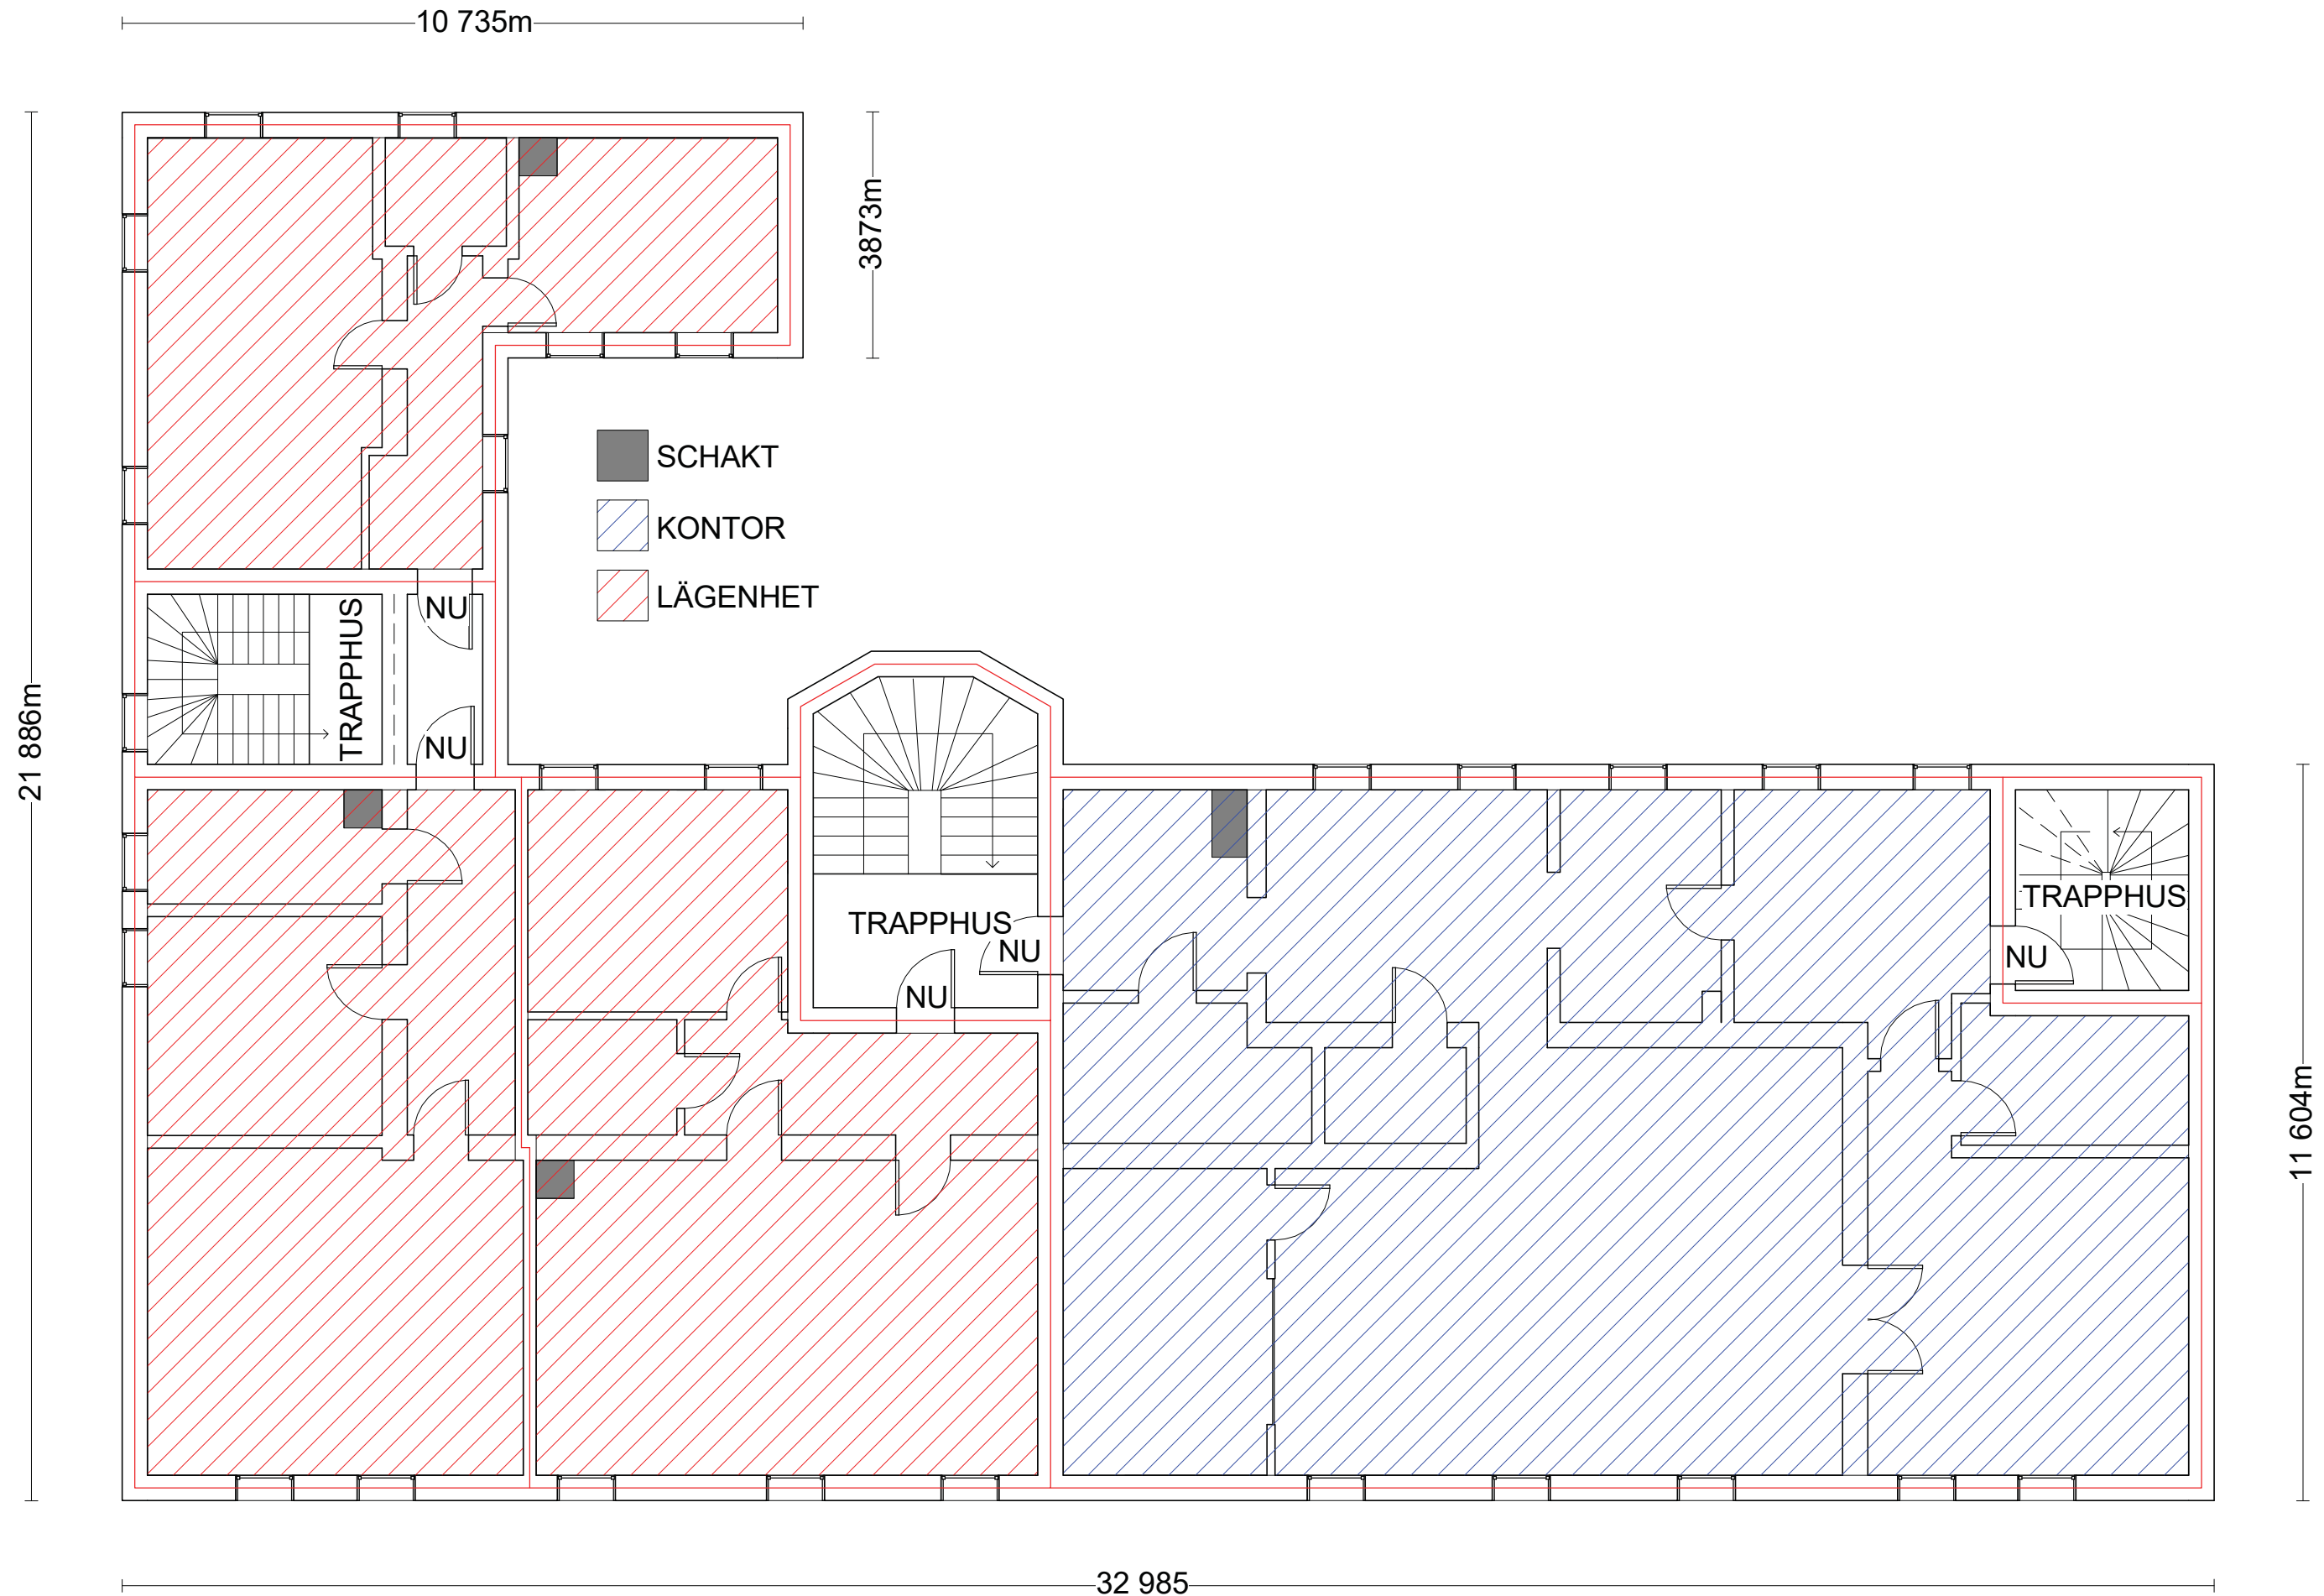 10 735m
3873m
SCHAKT
KONTOR
LÄGENHET
NU
TRAPPHUS
NU
21 886m
TRAPPHUS
NU
NU
TRAPPHUS
NU
11 604m
32 985